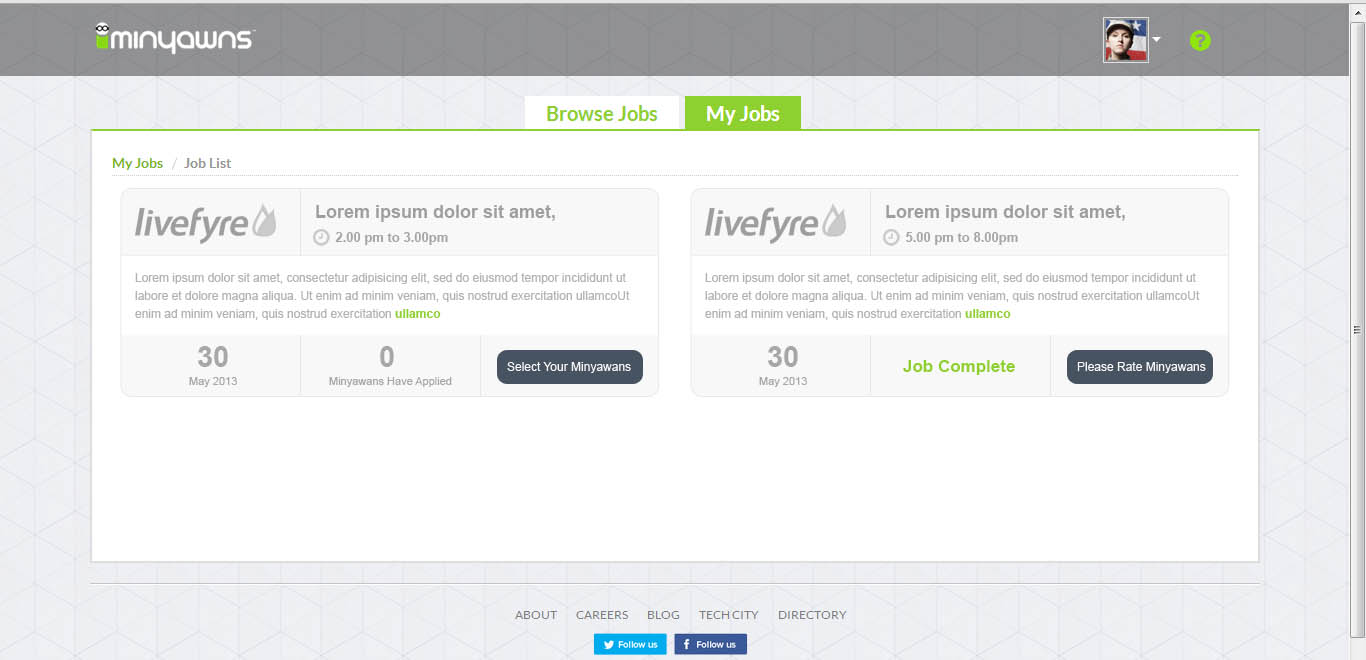 minyawns
?
Browse Jobs
My Jobs
My Jobs / Job List
livefyre
Lorem ipsum dolor sit amet,
2.00 pm to 3.00pm
Lorem ipsum dolor sit amet, consectetur adipisicing elit, sed do eiusmod tempor incididunt ut
labore et dolore magna aliqua. Ut enim ad minim veniam, quis nostrud exercitation ullamcoUt
enim ad minim veniam, quis nostrud exercitation ullamco
30
May 2013
0
Minyawans Have Applied
Select Your Minyawans
livefyre
Lorem ipsum dolor sit amet,
5.00 pm to 8.00pm
Lorem ipsum dolor sit amet, consectetur adipisicing elit, sed do eiusmod tempor incididunt ut
labore et dolore magna aliqua. Ut enim ad minim veniam, quis nostrud exercitation ullamcoUt
enim ad minim veniam, quis nostrud exercitation ullamco
30
May 2013
Job Complete
Please Rate Minyawans
ABOUT CAREERS BLOG TECH CITY DIRECTORY
Follow us
Follow us